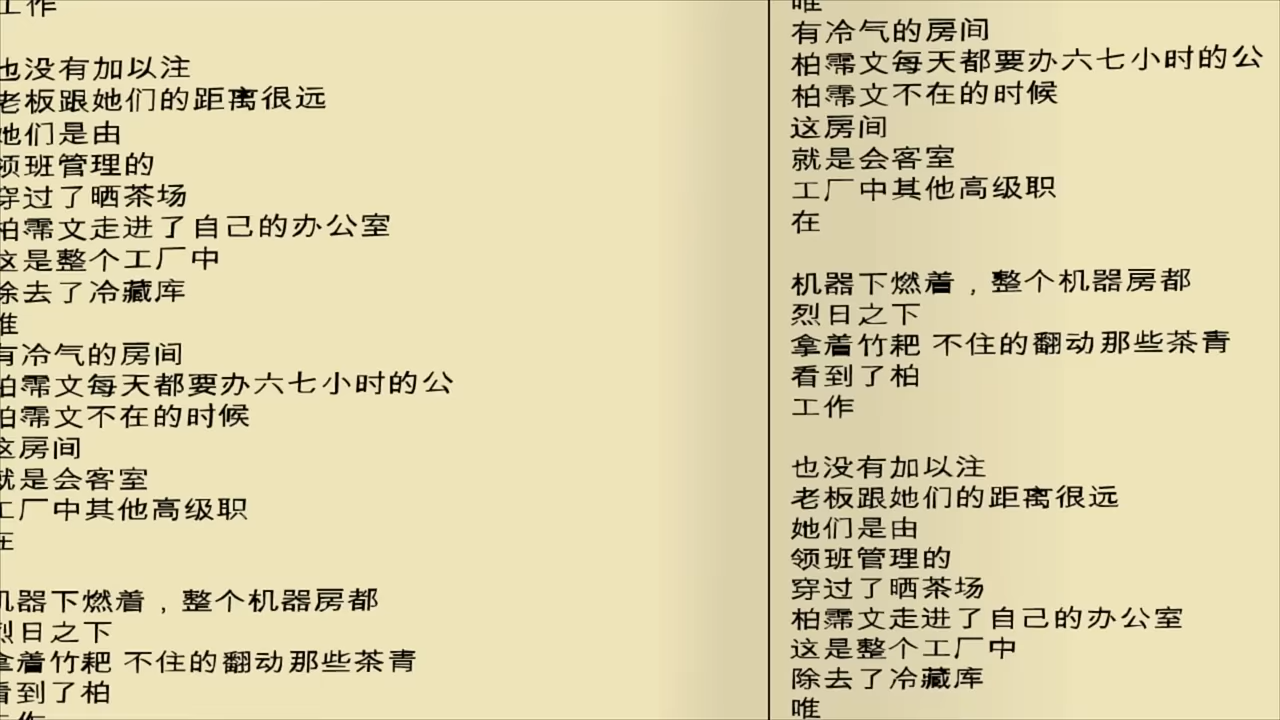 工作
也没有加以注
老板跟她们的距离很远
她们是由
领班管理的
穿过了晒茶场
柏霈文走进了自己的办公室
这是整个工厂中
除去了冷藏库
唯
有冷气的房间
柏霈文每天都要办六七小时的公
柏霈文不在的时候
这房间
就是会客室
工厂中其他高级职
在
机器下燃着，整个机器房都
烈日之下
拿着竹耙 不住的翻动那些茶青
看到了柏
工作
唯
有冷气的房间
柏霈文每天都要办六七小时的公
柏霈文不在的时候
这房间
就是会客室
工厂中其他高级职
在
机器下燃着，整个机器房都
烈日之下
拿着竹耙 不住的翻动那些茶青
看到了柏
工作
也没有加以注
老板跟她们的距离很远
她们是由
领班管理的
穿过了晒茶场
柏霈文走进了自己的办公室
这是整个工厂中
除去了冷藏库
唯